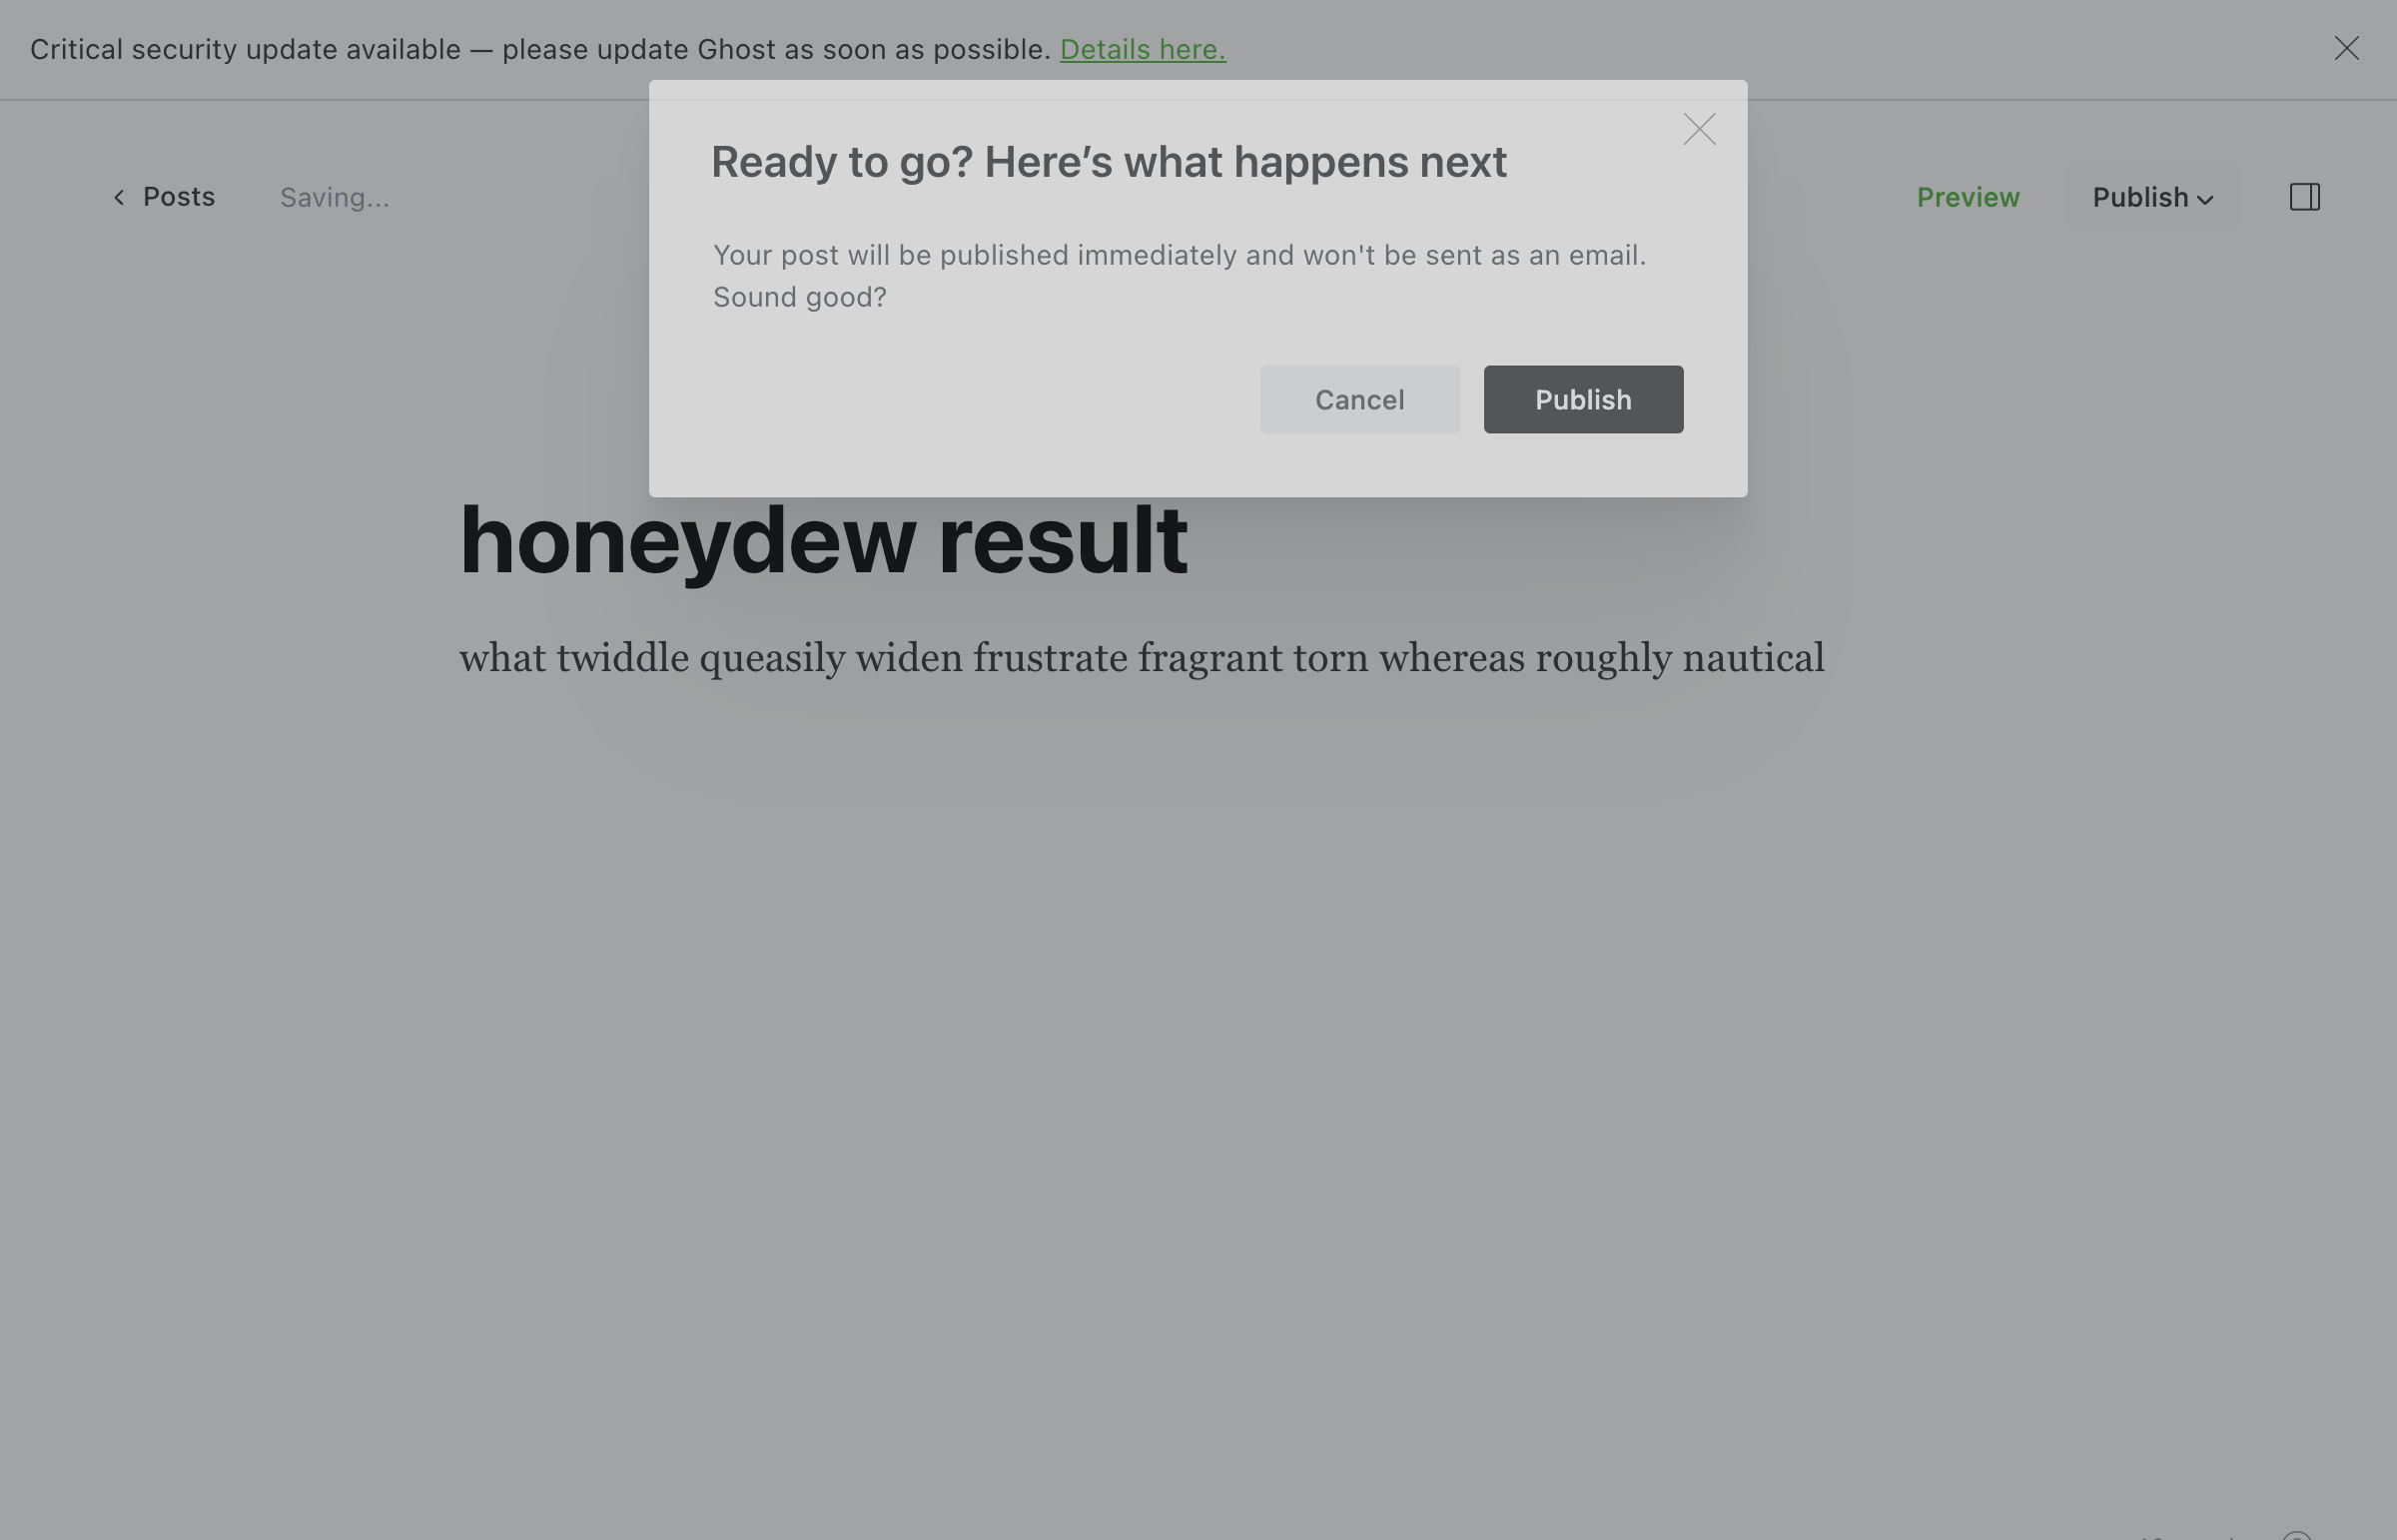 Critical security update available — please update Ghost as soon as possible. Details here.
Ready to go? Here’s what happens next
Posts
Saving...
Preview
Publish
Your post will be published immediately and won't be sent as an email.
Sound good?
Cancel
Publish
honeydew result
what twiddle queasily widen frustrate fragrant torn whereas roughly nautical